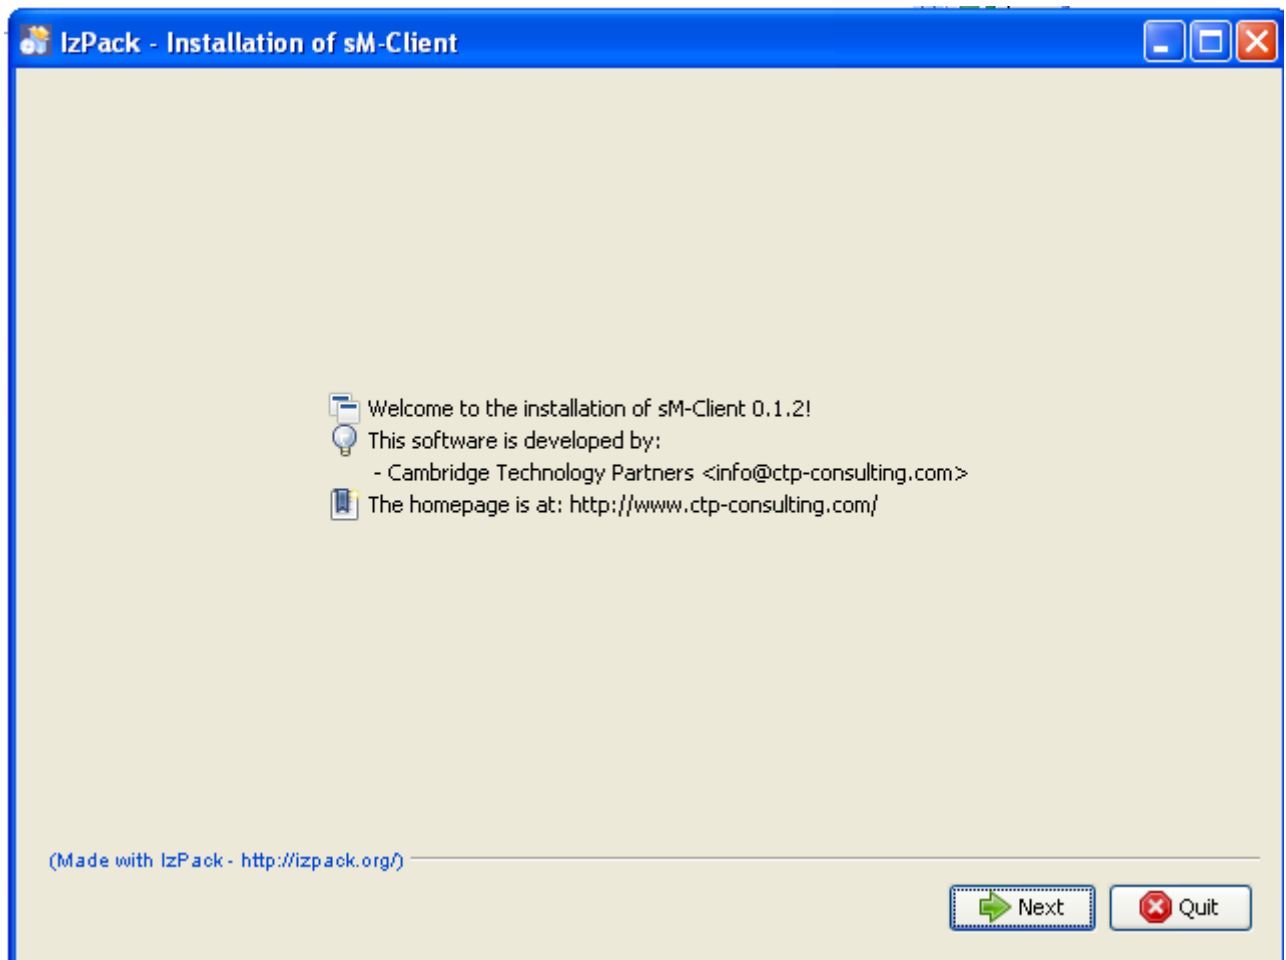 IzPack - Installation of sM-Client
Welcome to the installation of sM-Client 0.1.2!
This software is developed by:
- Cambridge Technology Partners <info@ctp-consulting.com>
The homepage is at: http://www.ctp-consulting.com/
(Made with IzPack - http://izpack.org/)
Next
Quit